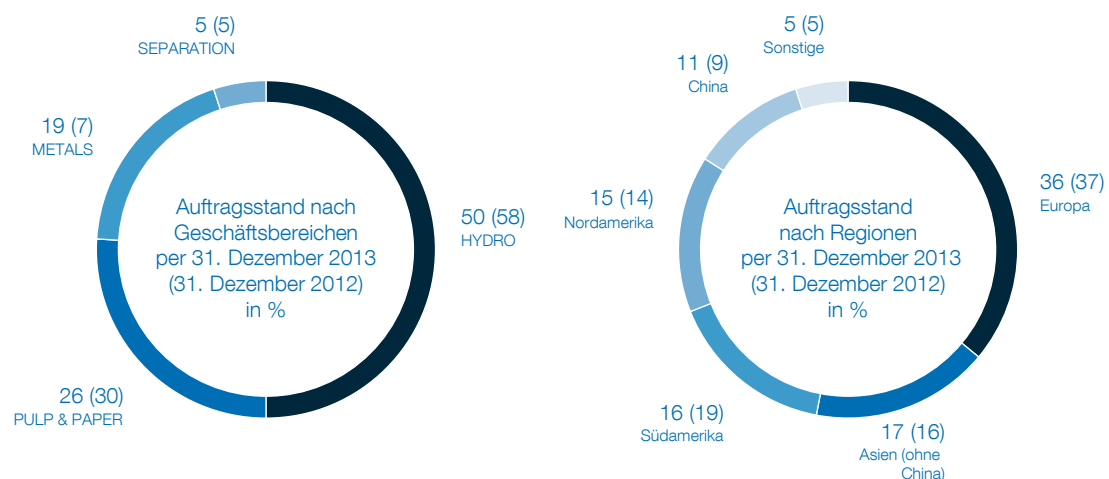 5 (5)
SEPARATION
19 (7)
METALS
50 (58)
HYDRO
26 (30)
PULP & PAPER
Auftragsstand nach
Geschäftsbereichen
per 31. Dezember 2013
(31. Dezember 2012)
in %
5 (5)
Sonstige
11 (9)
China
15 (14)
Nordamerika
36 (37)
Europa
16 (19)
Südamerika
17 (16)
Asien (ohne
China)
Auftragsstand
nach Regionen
per 31. Dezember 2013
(31. Dezember 2012)
in %